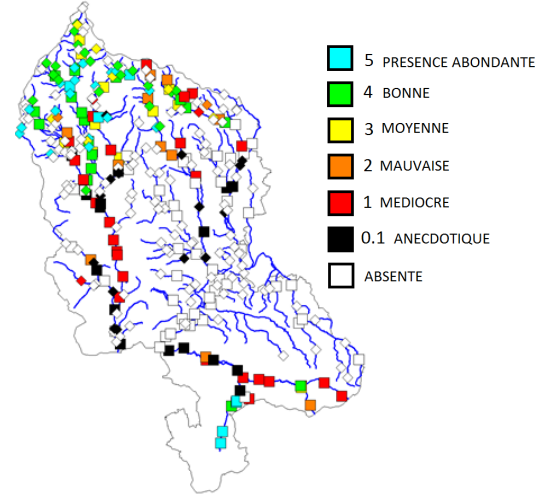 5 PRESENCE ABONDANTE
4 BONNE
3 MOYENNE
2 MAUVAISE
1 MEDIOCRE
0.1 ANECDOTIQUE
ABSENTE